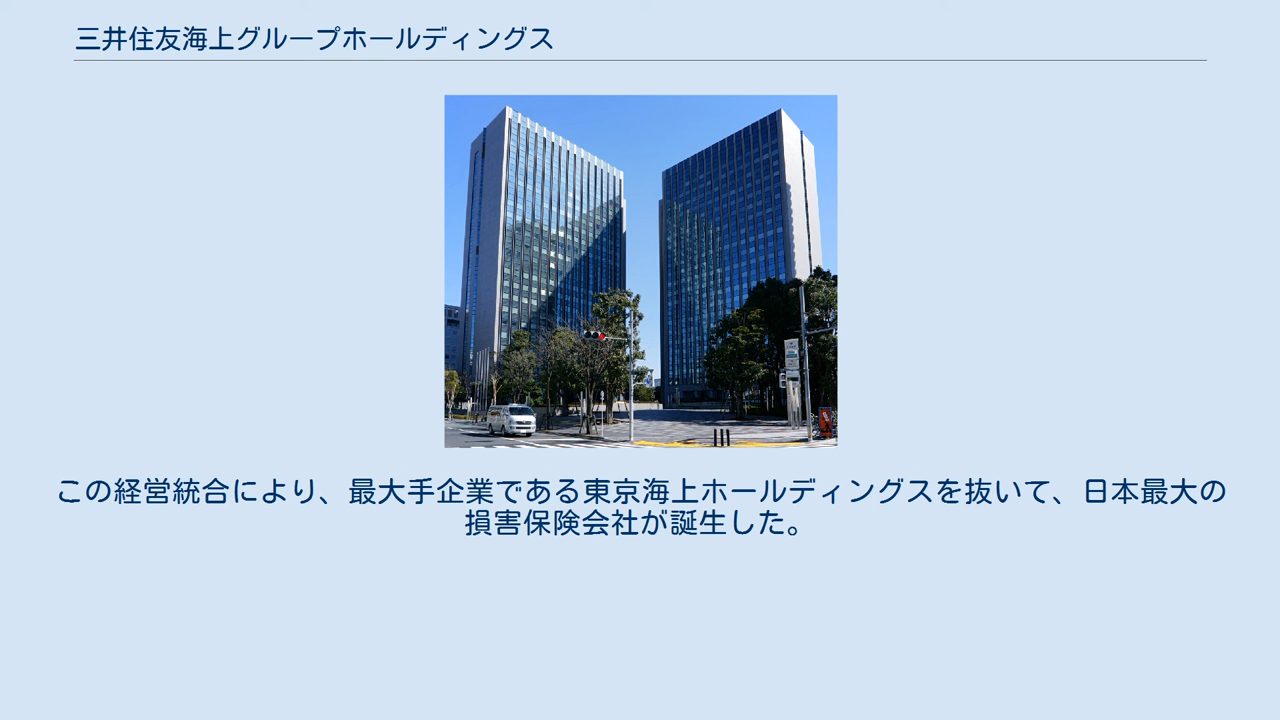 三井住友海上グループホールディングス
この経営統合により、最大手企業である東京海上ホールディングスを抜いて、日本最大の
損害保険会社が誕生した。